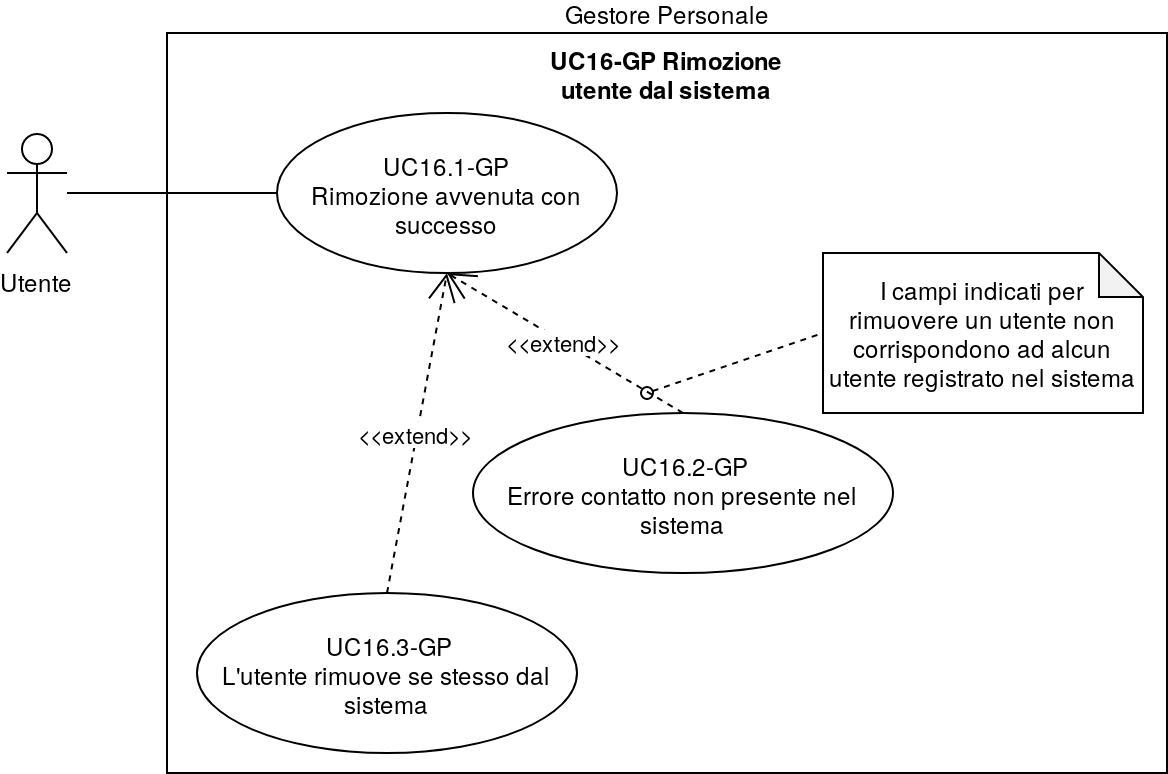 Gestore Personale
UC16-GP Rimozione
utente dal sistema
UC16.1-GP
Rimozione avvenuta con
successo
Utente
I campi indicati per
rimuovere un utente non
corrispondono ad alcun
utente registrato nel sistema
<<extend>>
<<extend>>
UC16.2-GP
Errore contatto non presente nel
sistema
UC16.3-GP
L'utente rimuove se stesso dal
sistema